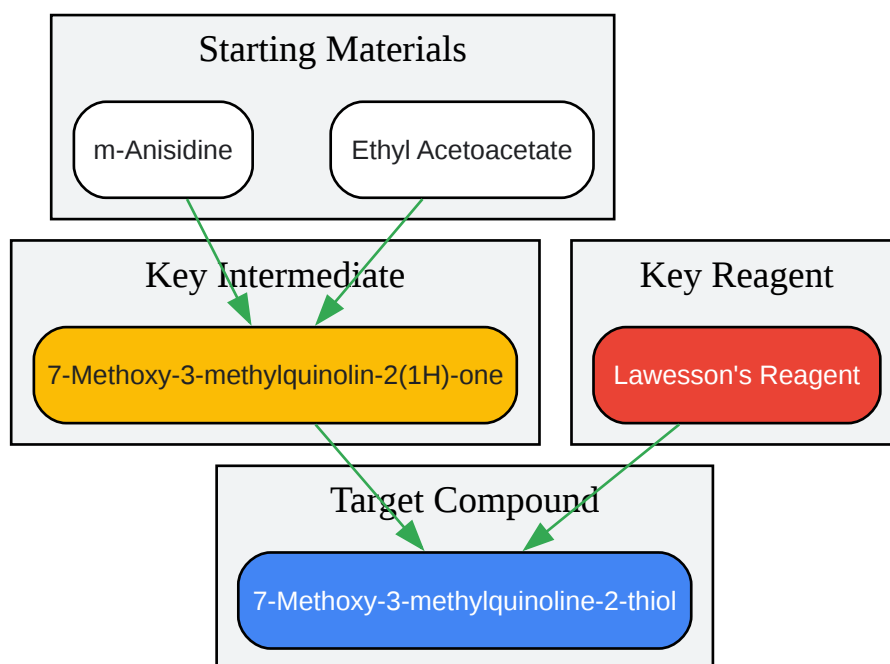 Starting Materials
m-Anisidine
Ethyl Acetoacetate
Key Intermediate
7-Methoxy-3-methylquinolin-2(1H)-one
Key Reagent
Lawesson's Reagent
Target Compound
7-Methoxy-3-methylquinoline-2-thiol